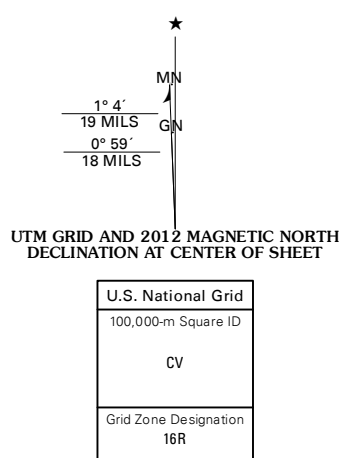 ★
MN
1° 4´
19 MILS
GN
0° 59´
18 MILS
UTM GRID AND 2012 MAGNETIC NORTH
DECLINATION AT CENTER OF SHEET
U.S. National Grid
100,000-m Square ID
CV
Grid Zone Designation
16R